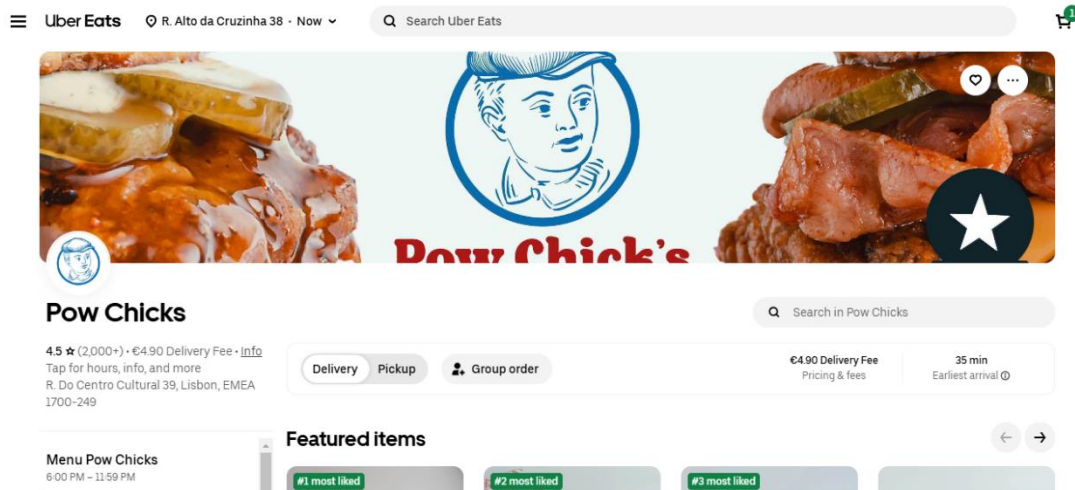 Uber Eats
R. Alto da Cruzinha 38 · Now
Search Uber Eats
1
Pow Chick's
Pow Chicks
Search in Pow Chicks
4.5 ★ (2,000+) • €4.90 Delivery Fee • Info
Tap for hours, info, and more
R. Do Centro Cultural 39, Lisbon, EMEA
1700-249
Delivery
Pickup
Group order
€4.90 Delivery Fee
Pricing & fees
35 min
Earliest arrival
Menu Pow Chicks
6:00 PM – 11:59 PM
Featured items
#1 most liked
#2 most liked
#3 most liked